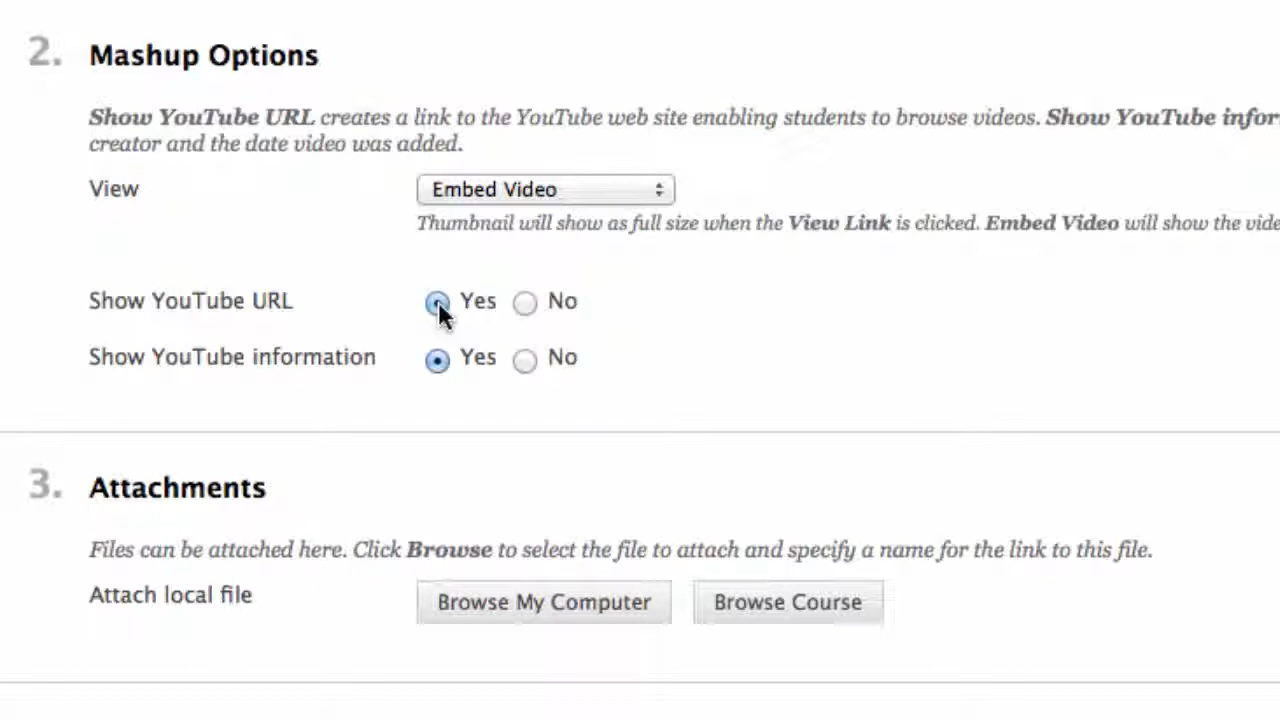 2. Mashup Options
Show YouTube URL creates a link to the YouTube web site enabling students to browse videos. Show YouTube
creator and the date video was added.
View Embed Video
Thumbnail will show as full size when the View Link is clicked. Embed Video will show the
Show YouTube URL Yes No
Show YouTube information Yes No
3. Attachments
Files can be attached here. Click Browse to select the file to attach and specify a name for the link to this file.
Attach local file Browse My Computer Browse Course